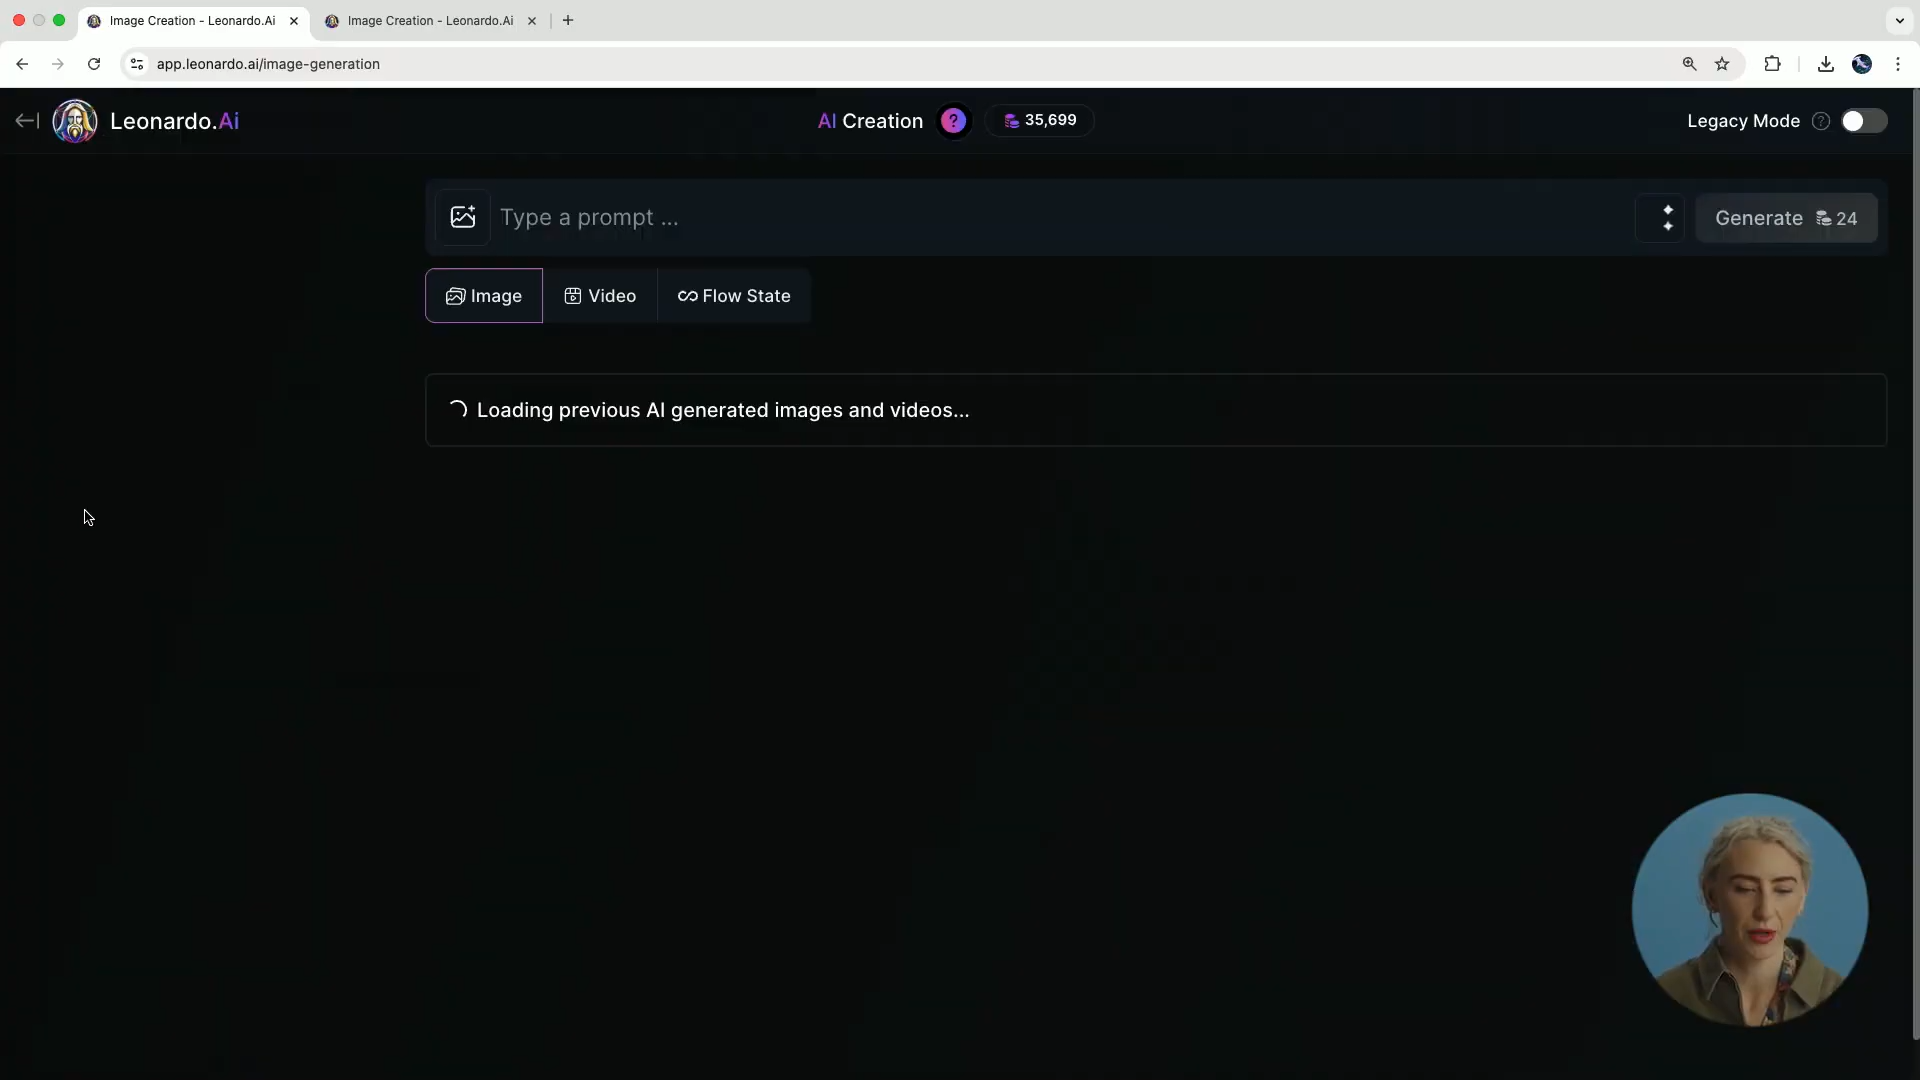 Image Creation - Leonardo.Ai
Image Creation - Leonardo.Ai
app.leonardo.ai/image-generation
Leonardo.Ai
AI Creation
?
35,699
Legacy Mode
?
Type a prompt ...
Generate 24
Image
Video
Flow State
Loading previous AI generated images and videos...